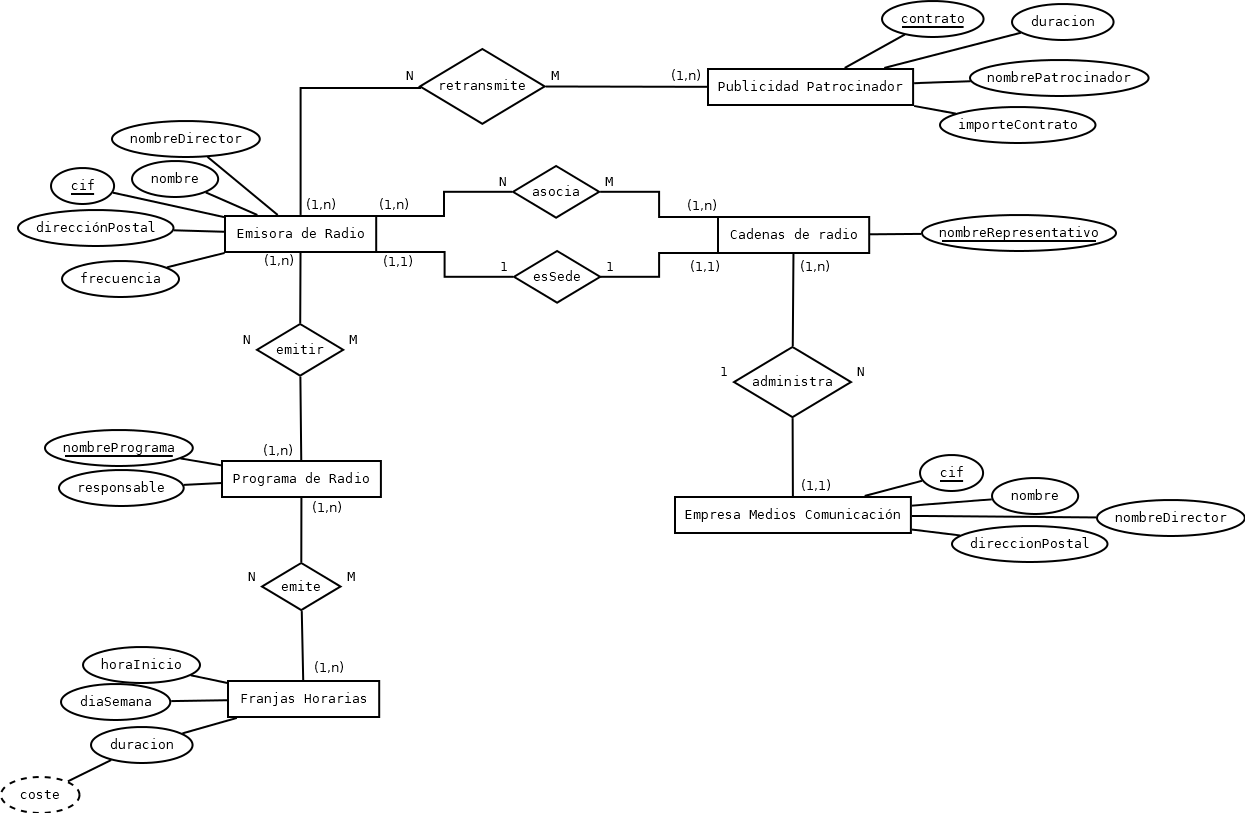 contrato
duracion
N
M
(1,n)
retransmite
Publicidad Patrocinador
nombrePatrocinador
importeContrato
nombreDirector
nombre
cif
direcciónPostal
frecuencia
(1,n)
(1,n)
Emisora de Radio
(1,n)
(1,1)
N
M
asocia
(1,n)
1
1
esSede
(1,1)
Cadenas de radio
nombreRepresentativo
(1,n)
N
M
emitir
1
N
administra
(1,n)
nombrePrograma
Programa de Radio
responsable
(1,n)
cif
(1,1)
nombre
Empresa Medios Comunicación
nombreDirector
direccionPostal
N
M
emite
(1,n)
horaInicio
diaSemana
Franjas Horarias
duracion
coste